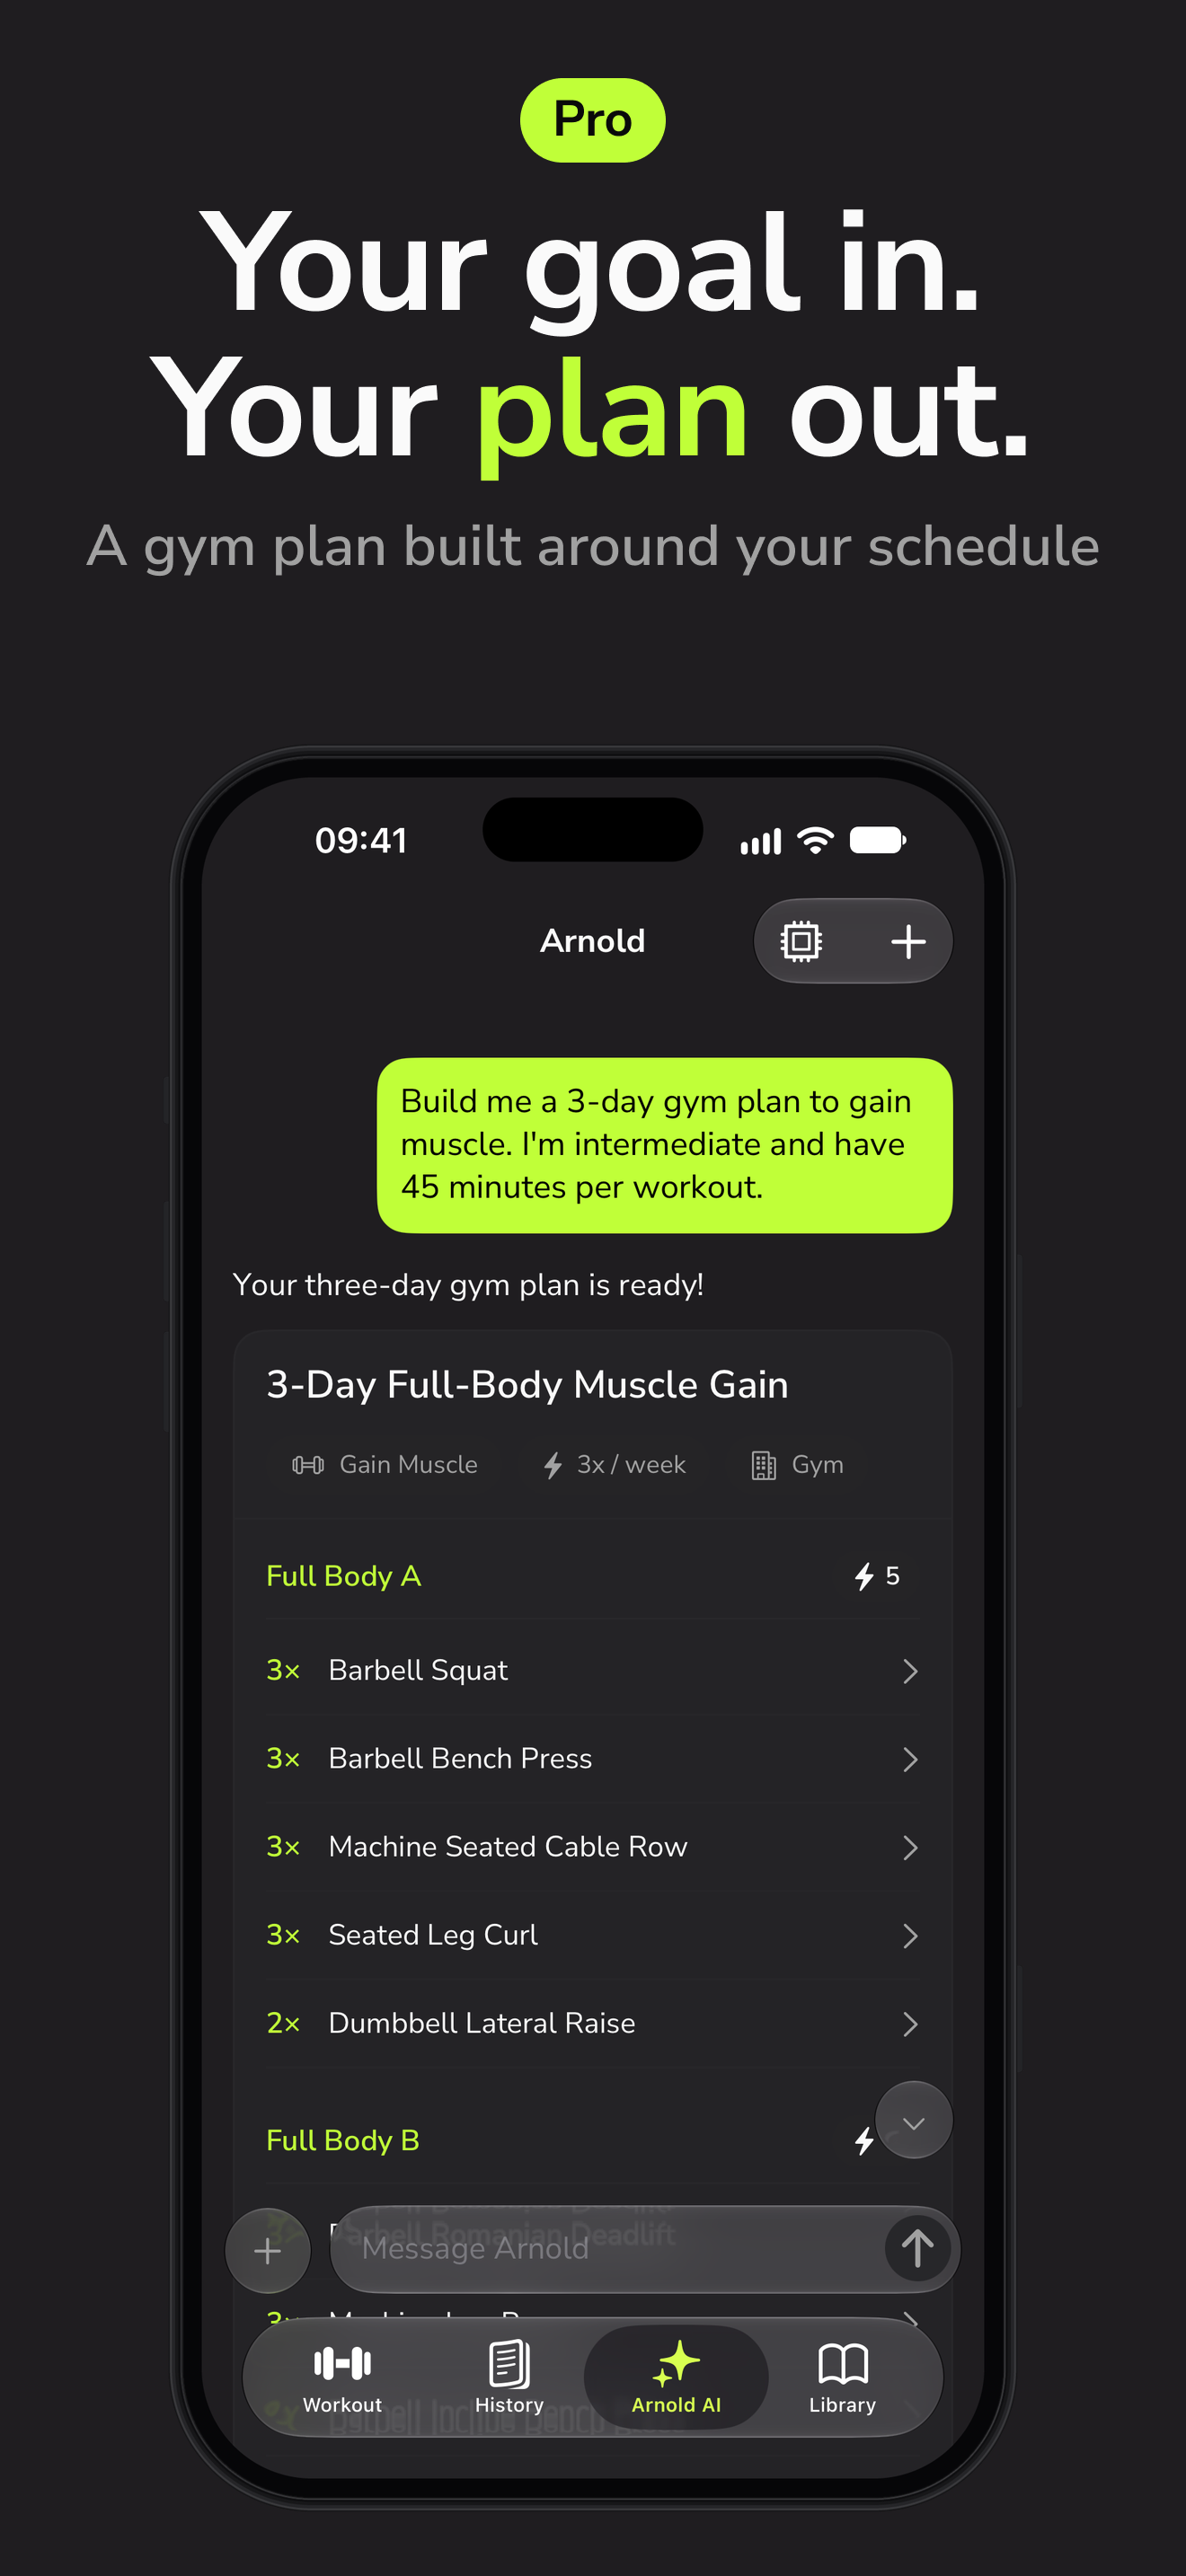 Pro
Your goal in.
Your plan out.
A gym plan built around your schedule
09:41
Arnold
Build me a 3-day gym plan to gain
muscle. I'm intermediate and have
45 minutes per workout.
Your three-day gym plan is ready!
3-Day Full-Body Muscle Gain
Gain Muscle
3x / week
Gym
Full Body A
5
3× Barbell Squat
3× Barbell Bench Press
3× Machine Seated Cable Row
3× Seated Leg Curl
2× Dumbbell Lateral Raise
Full Body B
Barbell Romanian Deadlift
Message Arnold
Workout
History
Arnold AI
Library